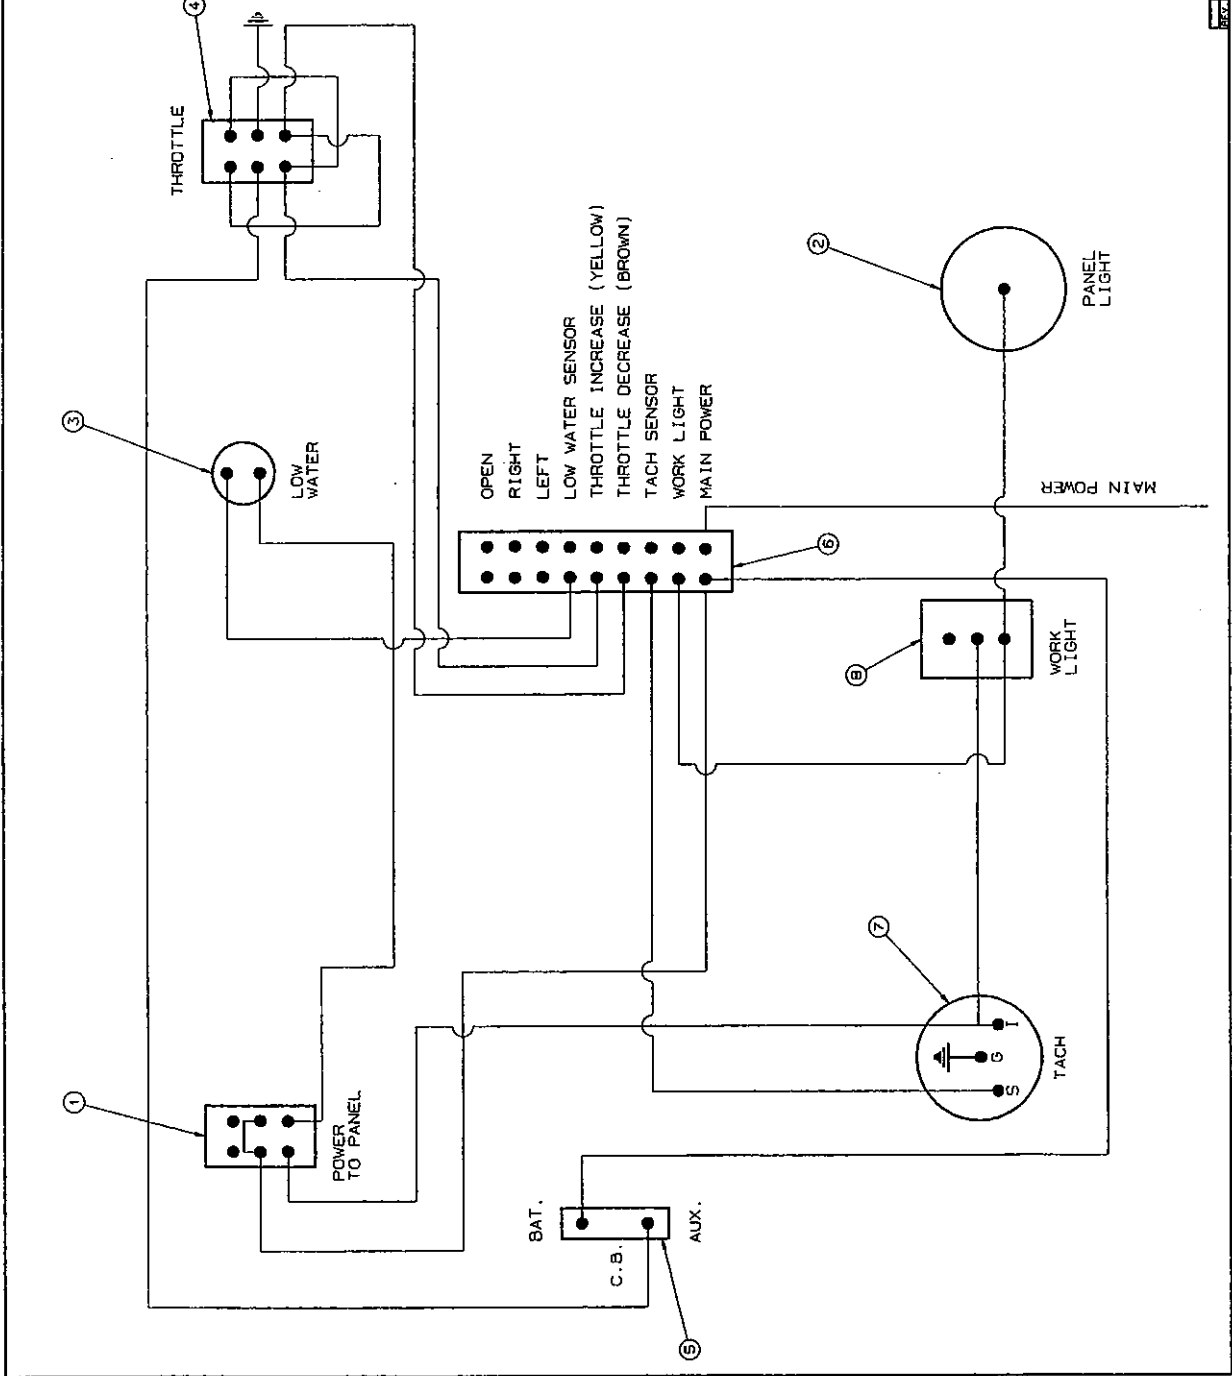 4
THROTTLE
3
LOW
WATER
OPEN
RIGHT
LEFT
LOW WATER SENSOR
THROTTLE INCREASE (YELLOW)
THROTTLE DECREASE (BROWN)
TACH SENSOR
WORK LIGHT
MAIN POWER
6
2
PANEL
LIGHT
MAIN POWER
8
WORK
LIGHT
7
I
G
S
TACH
1
POWER
TO PANEL
BAT.
C.B.
AUX.
5
REV.